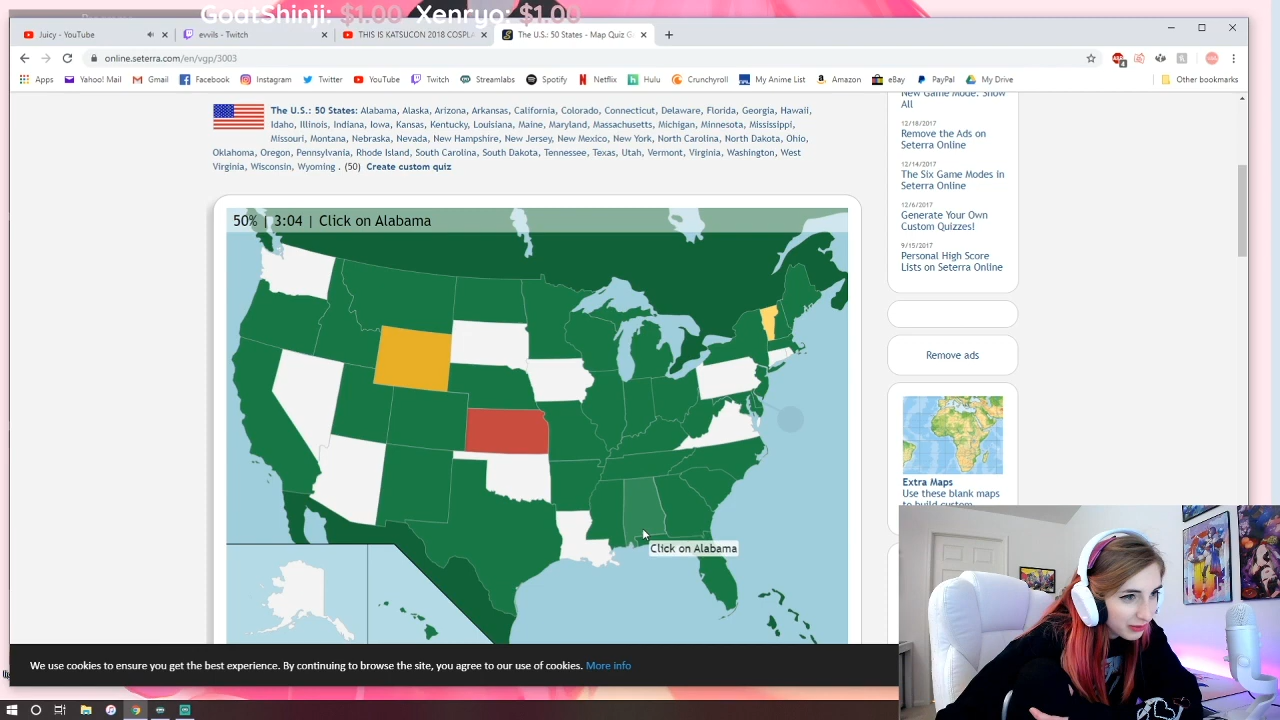 GoatShinji: $1.00 Xenryo: $1.00
Juicy - YouTube
evvils - Twitch
THIS IS KATSUCON 2018 COSPLA
The U.S.: 50 States - Map Quiz G
online.seterra.com/en/vgp/3003
Apps Yahoo! Mail Gmail Facebook Instagram Twitter YouTube Twitch Streamlabs Spotify Netflix Hulu Crunchyroll My Anime List Amazon eBay PayPal My Drive Other bookmarks
The U.S.: 50 States: Alabama, Alaska, Arizona, Arkansas, California, Colorado, Connecticut, Delaware, Florida, Georgia, Hawaii,
Idaho, Illinois, Indiana, Iowa, Kansas, Kentucky, Louisiana, Maine, Maryland, Massachusetts, Michigan, Minnesota, Mississippi,
Missouri, Montana, Nebraska, Nevada, New Hampshire, New Jersey, New Mexico, New York, North Carolina, North Dakota, Ohio,
Oklahoma, Oregon, Pennsylvania, Rhode Island, South Carolina, South Dakota, Tennessee, Texas, Utah, Vermont, Virginia, Washington, West
Virginia, Wisconsin, Wyoming . (50) Create custom quiz
50% | 3:04 | Click on Alabama
Click on Alabama
New Game Mode: Show
All
12/18/2017
Remove the Ads on
Seterra Online
12/14/2017
The Six Game Modes in
Seterra Online
12/6/2017
Generate Your Own
Custom Quizzes!
9/15/2017
Personal High Score
Lists on Seterra Online
Remove ads
Extra Maps
Use these blank maps
to build custom
We use cookies to ensure you get the best experience. By continuing to browse the site, you agree to our use of cookies. More info